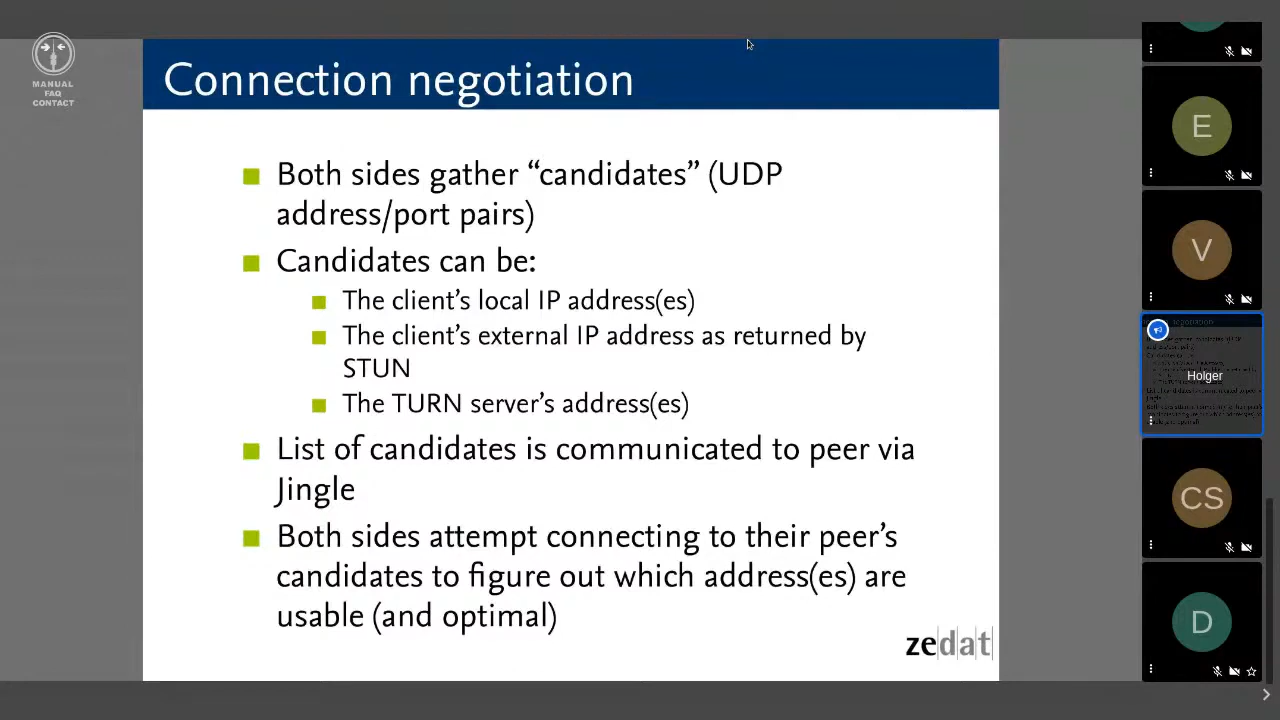 MANUAL
FAQ
CONTACT
Connection negotiation
Both sides gather “candidates” (UDP
address/port pairs)
Candidates can be:
The client’s local IP address(es)
The client’s external IP address as returned by
STUN
The TURN server’s address(es)
List of candidates is communicated to peer via
Jingle
Both sides attempt connecting to their peer’s
candidates to figure out which address(es) are
usable (and optimal)
zedat
E
V
Holger
CS
D